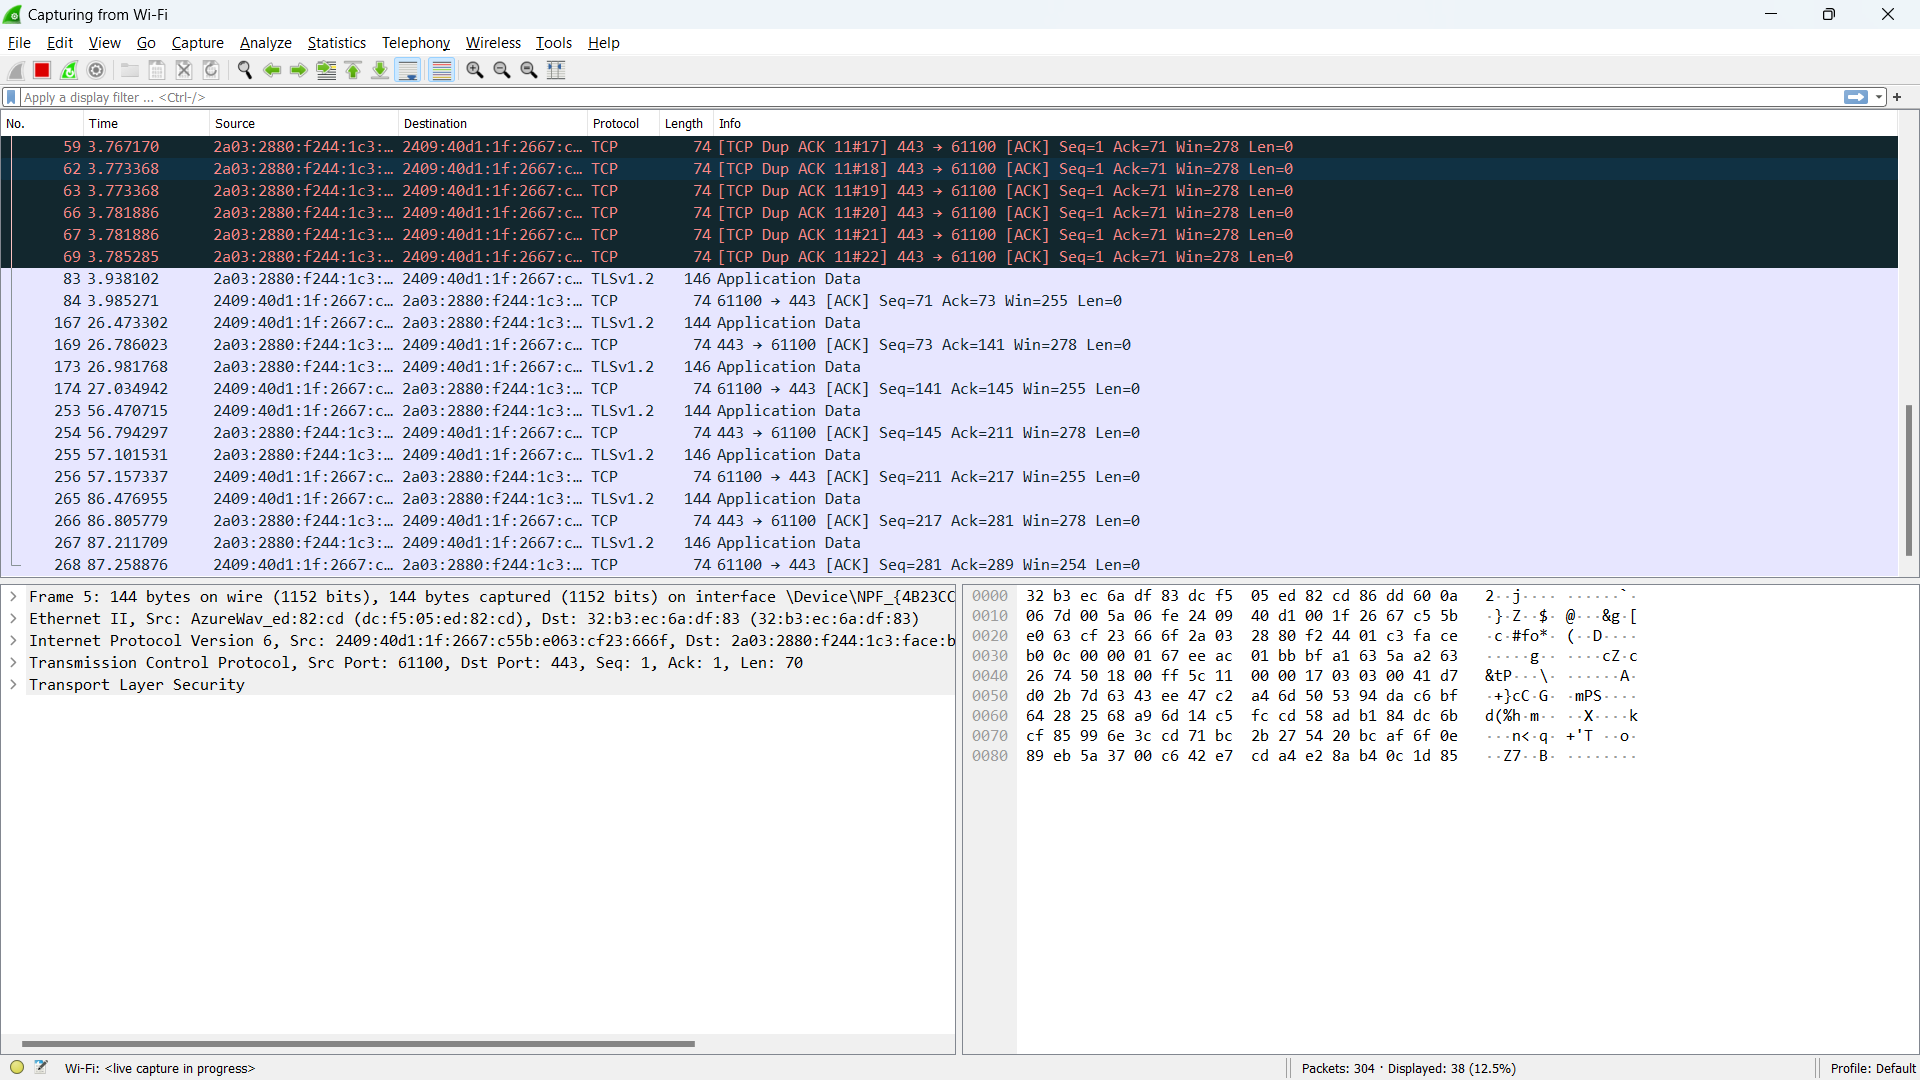 Capturing from Wi-Fi
File Edit View Go Capture Analyze Statistics Telephony Wireless Tools Help
Apply a display filter ... <Ctrl-/>
No. Time Source Destination Protocol Length Info
59 3.767170 2a03:2880:f244:1c3:… 2409:40d1:1f:2667:c… TCP 74 [TCP Dup ACK 11#17] 443 → 61100 [ACK] Seq=1 Ack=71 Win=278 Len=0
62 3.773368 2a03:2880:f244:1c3:… 2409:40d1:1f:2667:c… TCP 74 [TCP Dup ACK 11#18] 443 → 61100 [ACK] Seq=1 Ack=71 Win=278 Len=0
63 3.773368 2a03:2880:f244:1c3:… 2409:40d1:1f:2667:c… TCP 74 [TCP Dup ACK 11#19] 443 → 61100 [ACK] Seq=1 Ack=71 Win=278 Len=0
66 3.781886 2a03:2880:f244:1c3:… 2409:40d1:1f:2667:c… TCP 74 [TCP Dup ACK 11#20] 443 → 61100 [ACK] Seq=1 Ack=71 Win=278 Len=0
67 3.781886 2a03:2880:f244:1c3:… 2409:40d1:1f:2667:c… TCP 74 [TCP Dup ACK 11#21] 443 → 61100 [ACK] Seq=1 Ack=71 Win=278 Len=0
69 3.785285 2a03:2880:f244:1c3:… 2409:40d1:1f:2667:c… TCP 74 [TCP Dup ACK 11#22] 443 → 61100 [ACK] Seq=1 Ack=71 Win=278 Len=0
83 3.938102 2a03:2880:f244:1c3:… 2409:40d1:1f:2667:c… TLSv1.2 146 Application Data
84 3.985271 2409:40d1:1f:2667:c… 2a03:2880:f244:1c3:… TCP 74 61100 → 443 [ACK] Seq=71 Ack=73 Win=255 Len=0
167 26.473302 2409:40d1:1f:2667:c… 2a03:2880:f244:1c3:… TLSv1.2 144 Application Data
169 26.786023 2a03:2880:f244:1c3:… 2409:40d1:1f:2667:c… TCP 74 443 → 61100 [ACK] Seq=73 Ack=141 Win=278 Len=0
173 26.981768 2a03:2880:f244:1c3:… 2409:40d1:1f:2667:c… TLSv1.2 146 Application Data
174 27.034942 2409:40d1:1f:2667:c… 2a03:2880:f244:1c3:… TCP 74 61100 → 443 [ACK] Seq=141 Ack=145 Win=255 Len=0
253 56.470715 2409:40d1:1f:2667:c… 2a03:2880:f244:1c3:… TLSv1.2 144 Application Data
254 56.794297 2a03:2880:f244:1c3:… 2409:40d1:1f:2667:c… TCP 74 443 → 61100 [ACK] Seq=145 Ack=211 Win=278 Len=0
255 57.101531 2a03:2880:f244:1c3:… 2409:40d1:1f:2667:c… TLSv1.2 146 Application Data
256 57.157337 2409:40d1:1f:2667:c… 2a03:2880:f244:1c3:… TCP 74 61100 → 443 [ACK] Seq=211 Ack=217 Win=255 Len=0
265 86.476955 2409:40d1:1f:2667:c… 2a03:2880:f244:1c3:… TLSv1.2 144 Application Data
266 86.805779 2a03:2880:f244:1c3:… 2409:40d1:1f:2667:c… TCP 74 443 → 61100 [ACK] Seq=217 Ack=281 Win=278 Len=0
267 87.211709 2a03:2880:f244:1c3:… 2409:40d1:1f:2667:c… TLSv1.2 146 Application Data
268 87.258876 2409:40d1:1f:2667:c… 2a03:2880:f244:1c3:… TCP 74 61100 → 443 [ACK] Seq=281 Ack=289 Win=254 Len=0
Frame 5: 144 bytes on wire (1152 bits), 144 bytes captured (1152 bits) on interface \Device\NPF_{4B23CC
Ethernet II, Src: AzureWav_ed:82:cd (dc:f5:05:ed:82:cd), Dst: 32:b3:ec:6a:df:83 (32:b3:ec:6a:df:83)
Internet Protocol Version 6, Src: 2409:40d1:1f:2667:c55b:e063:cf23:666f, Dst: 2a03:2880:f244:1c3:face:b
Transmission Control Protocol, Src Port: 61100, Dst Port: 443, Seq: 1, Ack: 1, Len: 70
Transport Layer Security
0000 32 b3 ec 6a df 83 dc f5 05 ed 82 cd 86 dd 60 0a 2··j···· ······`·
0010 06 7d 00 5a 06 fe 24 09 40 d1 00 1f 26 67 c5 5b ·}·Z··$· @···&g·[
0020 e0 63 cf 23 66 6f 2a 03 28 80 f2 44 01 c3 fa ce ·c·#fo*· (··D····
0030 b0 0c 00 00 01 67 ee ac 01 bb bf a1 63 5a a2 63 ·····g·· ····cZ·c
0040 26 74 50 18 00 ff 5c 11 00 00 17 03 03 00 41 d7 &tP···\· ······A·
0050 d0 2b 7d 63 43 ee 47 c2 a4 6d 50 53 94 da c6 bf ·+}cC·G· ·mPS····
0060 64 28 25 68 a9 6d 14 c5 fc cd 58 ad b1 84 dc 6b d(%h·m·· ··X····k
0070 cf 85 99 6e 3c cd 71 bc 2b 27 54 20 bc af 6f 0e ···n<·q· +'T ··o·
0080 89 eb 5a 37 00 c6 42 e7 cd a4 e2 8a b4 0c 1d 85 ··Z7··B· ········
Wi-Fi: <live capture in progress>
Packets: 304 · Displayed: 38 (12.5%)
Profile: Default